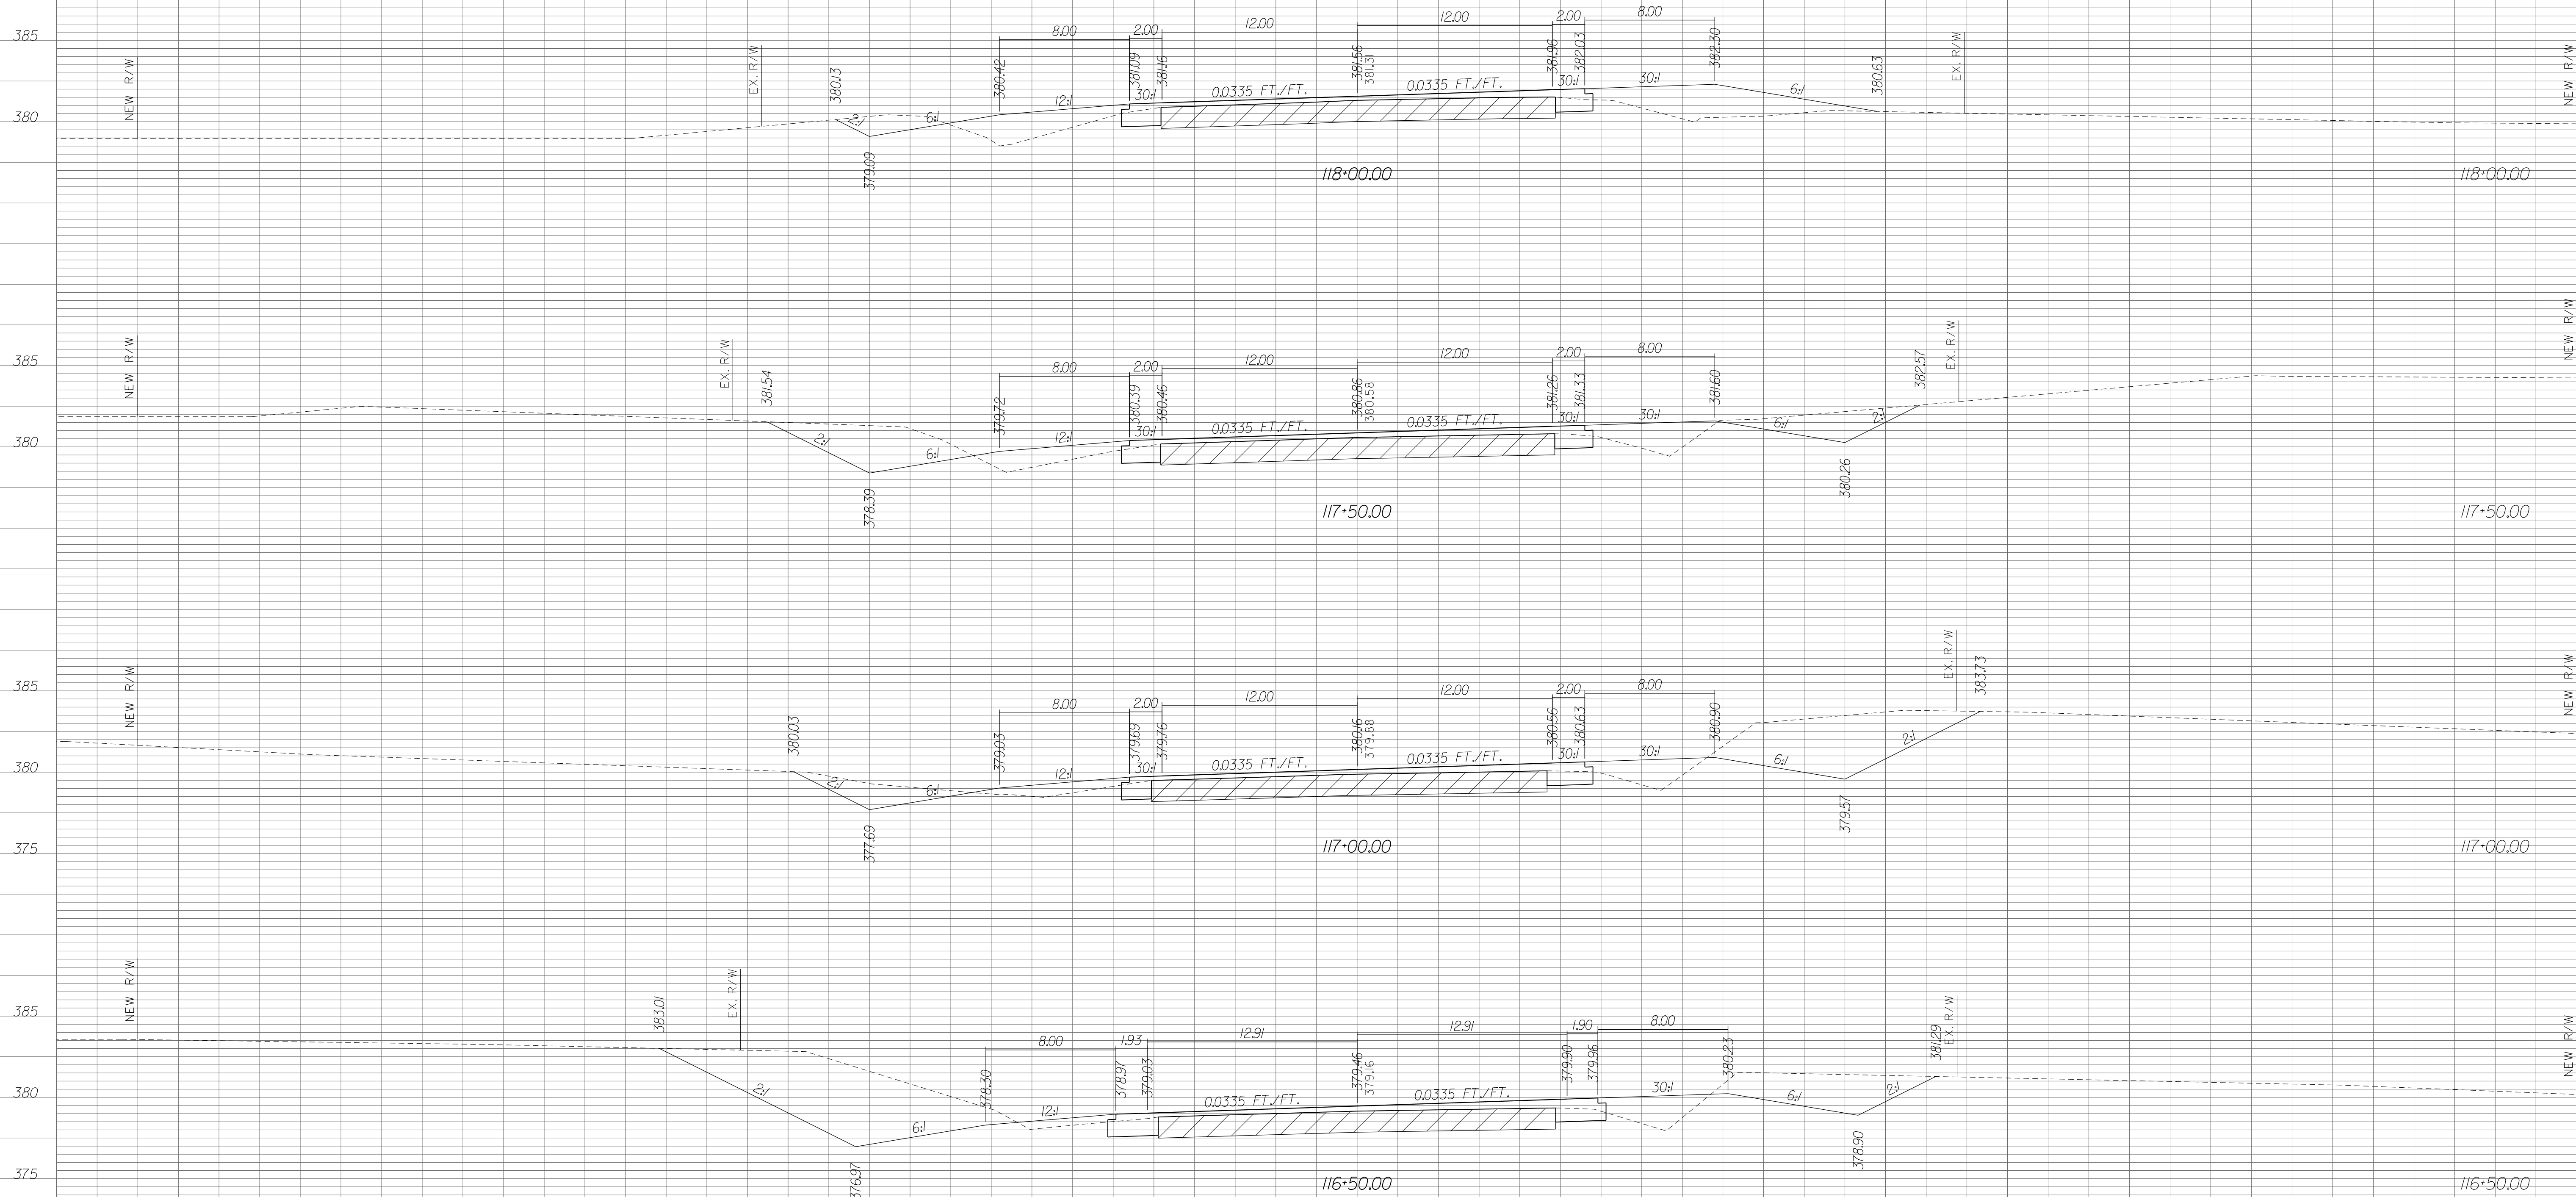 8.00 2.00 12.00 12.00 2.00 8.00
385
NEW R/W EX. R/W 380.13 380.42 381.09 381.16 381.56 381.31 381.96 382.03 382.30 380.63 EX. R/W NEW R/W
380
2:1 6:1 12:1 30:1 0.0335 FT./FT. 0.0335 FT./FT. 30:1 30:1 6:1
379.09
118+00.00 118+00.00
8.00 2.00 12.00 12.00 2.00 8.00
385
NEW R/W EX. R/W 381.54 379.72 380.39 380.46 380.86 380.58 381.26 381.33 381.60 382.57 EX. R/W NEW R/W
380
2:1 6:1 12:1 30:1 0.0335 FT./FT. 0.0335 FT./FT. 30:1 30:1 6:1 2:1
378.39 380.26
117+50.00 117+50.00
8.00 2.00 12.00 12.00 2.00 8.00
385
NEW R/W 380.03 379.03 379.69 379.76 380.16 379.88 380.56 380.63 380.90 EX. R/W 383.73 NEW R/W
380
2:1 6:1 12:1 30:1 0.0335 FT./FT. 0.0335 FT./FT. 30:1 30:1 6:1 2:1
377.69 379.57
375
117+00.00 117+00.00
8.00 1.93 12.91 12.91 1.90 8.00
385
NEW R/W 383.01 EX. R/W 378.30 378.97 379.03 379.46 379.16 379.90 379.96 380.23 381.29 EX. R/W NEW R/W
380
2:1 6:1 12:1 0.0335 FT./FT. 0.0335 FT./FT. 30:1 6:1 2:1
376.97 378.90
375
116+50.00 116+50.00